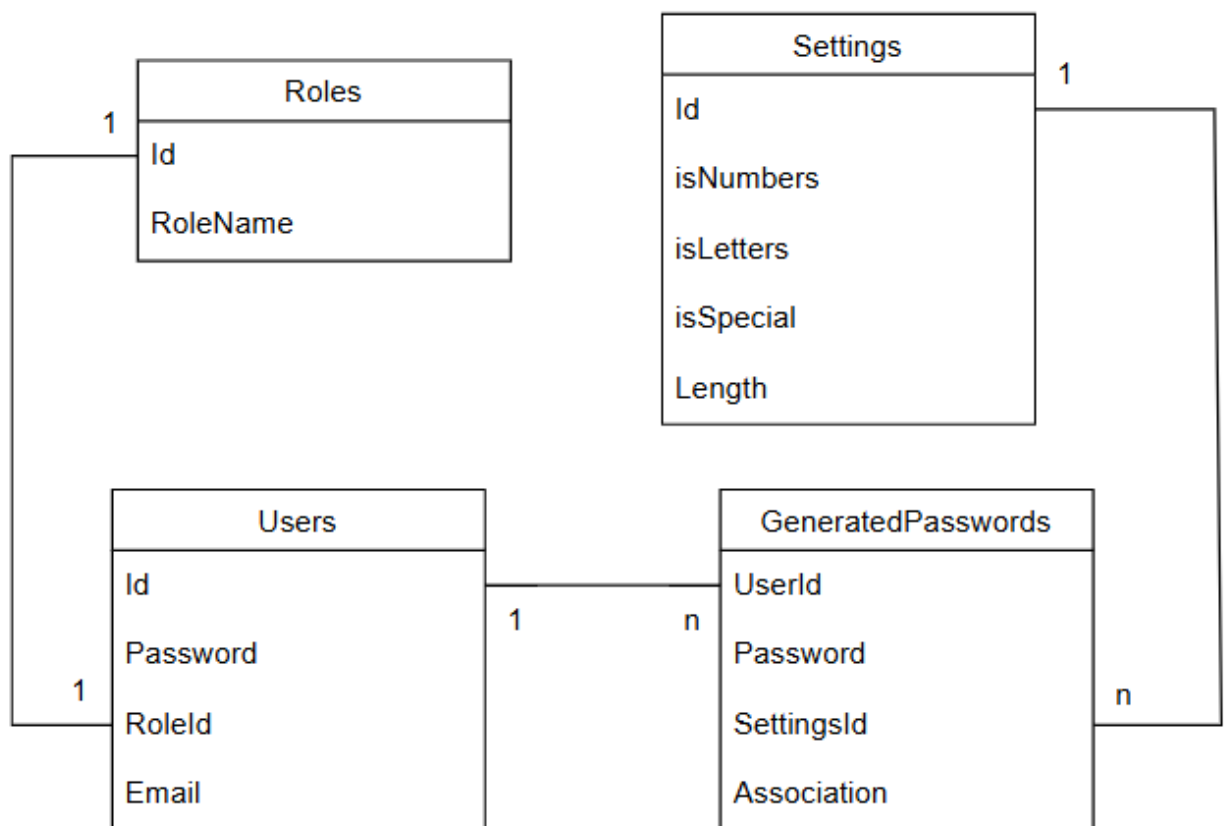 Roles
1
Id
RoleName
Settings
1
Id
isNumbers
isLetters
isSpecial
Length
Users
Id
1
Password
1
RoleId
Email
GeneratedPasswords
UserId
n
Password
SettingsId
n
Association